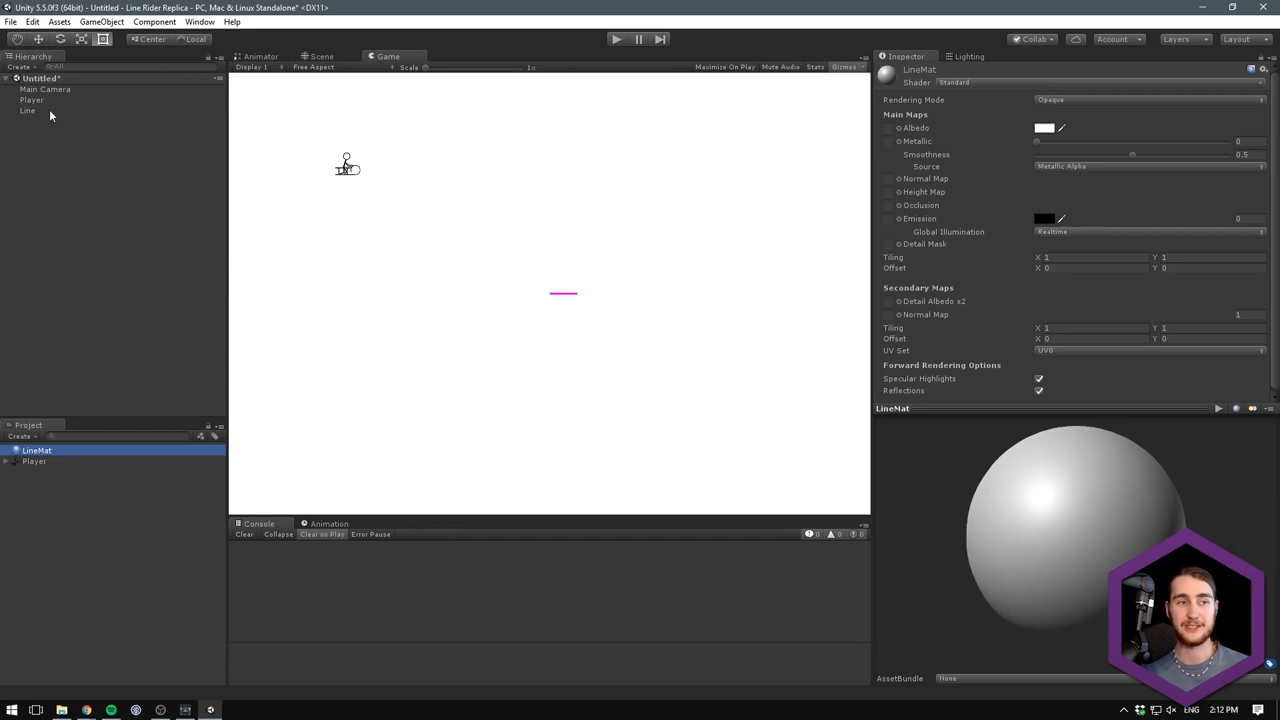 Unity 5.5.0f3 (64bit) - Untitled - Line Rider Replica - PC, Mac & Linux Standalone* <DX11>
File Edit Assets GameObject Component Window Help
Center Local Collab Account Layers Layout
Hierarchy
Create All
Untitled*
Main Camera
Player
Line
Animator Scene Game
Display 1 Free Aspect Scale 1x Maximize On Play Mute Audio Stats Gizmos
Inspector Lighting
LineMat
Shader Standard
Rendering Mode Opaque
Main Maps
Albedo
Metallic 0
Smoothness 0.5
Source Metallic Alpha
Normal Map
Height Map
Occlusion
Emission 0
Global Illumination Realtime
Detail Mask
Tiling X 1 Y 1
Offset X 0 Y 0
Secondary Maps
Detail Albedo x2
Normal Map 1
Tiling X 1 Y 1
Offset X 0 Y 0
UV Set UV0
Forward Rendering Options
Specular Highlights
Reflections
LineMat
AssetBundle None
Project
Create
LineMat
Player
Console Animation
Clear Collapse Clear on Play Error Pause 0 0 0
ENG 2:12 PM